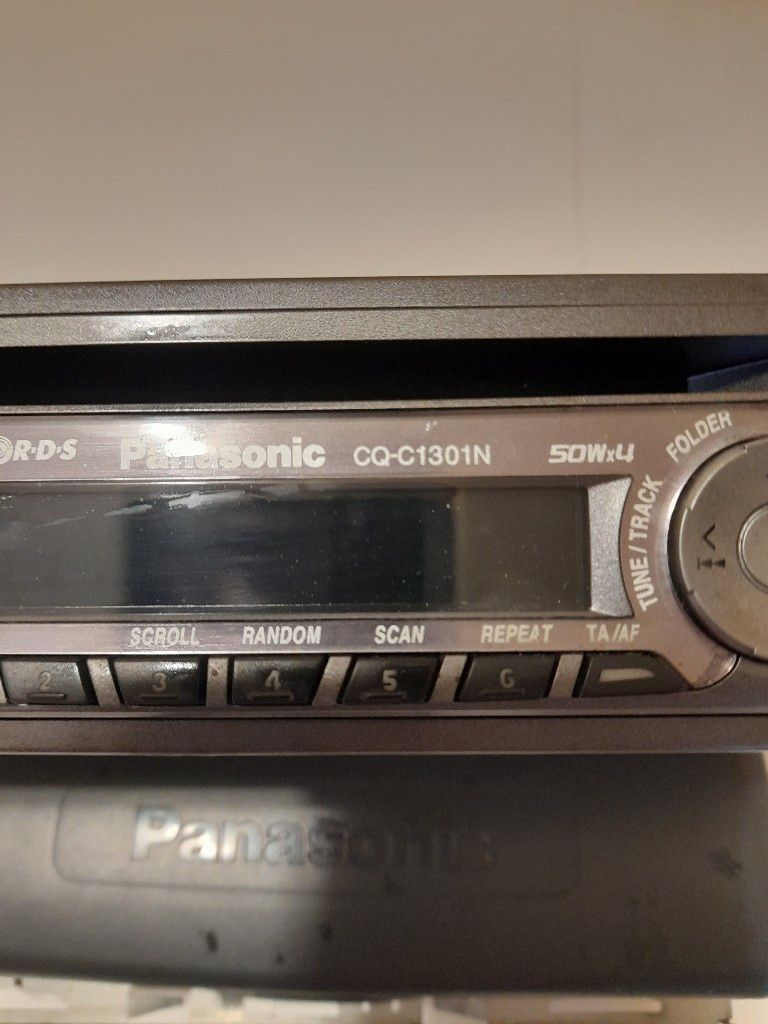 R·D·S Panasonic CQ-C1301N 50Wx4
FOLDER
TUNE / TRACK
SCROLL RANDOM SCAN REPEAT TA/AF
2 3 4 5 6
Panasonic